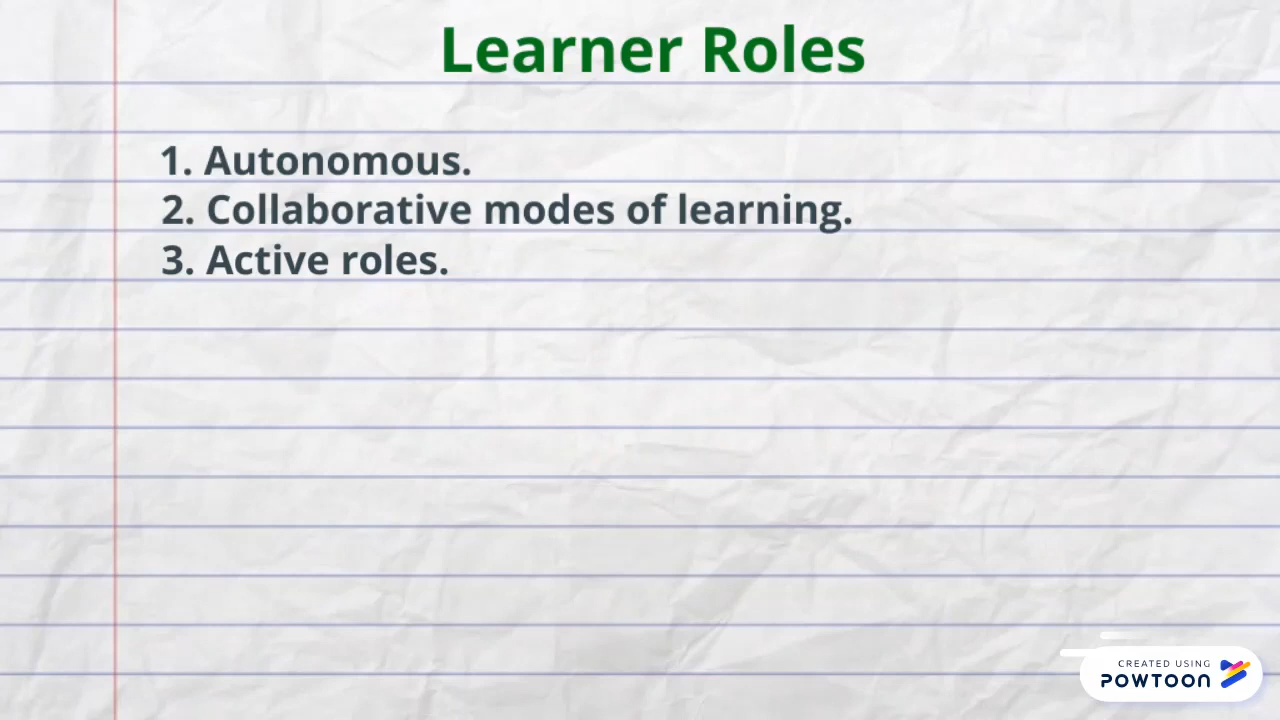 Learner Roles
1. Autonomous.
2. Collaborative modes of learning.
3. Active roles.
CREATED USING
POWTOON